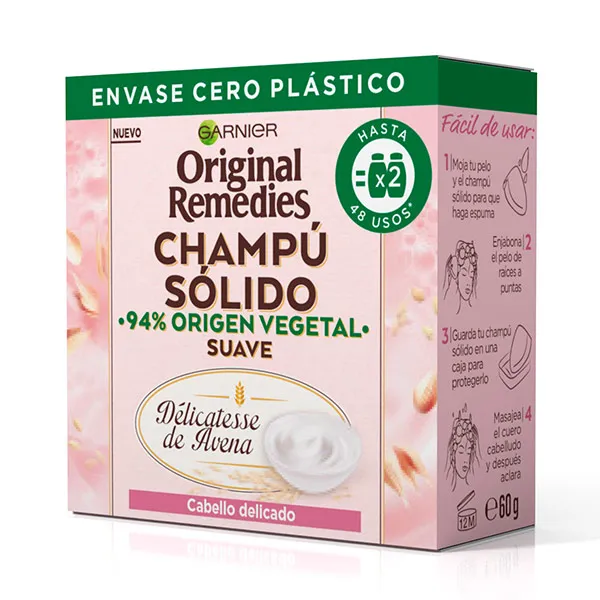 ENVASE CERO PLÁSTICO
NUEVO
GARNIER
Original
Remedies
CHAMPÚ
SÓLIDO
•94% ORIGEN VEGETAL•
SUAVE
Délicatesse
de Avena
Cabello delicado
HASTA
=x2
48 USOS*
Fácil de usar:
1 Moja tu pelo
y el champú
sólido para que
haga espuma
Enjabona 2
el pelo de
raíces a
puntas
3 Guarda tu champú
sólido en una
caja para
protegerlo
Masajea 4
el cuero
cabelludo
y después
aclara
12M
e60g